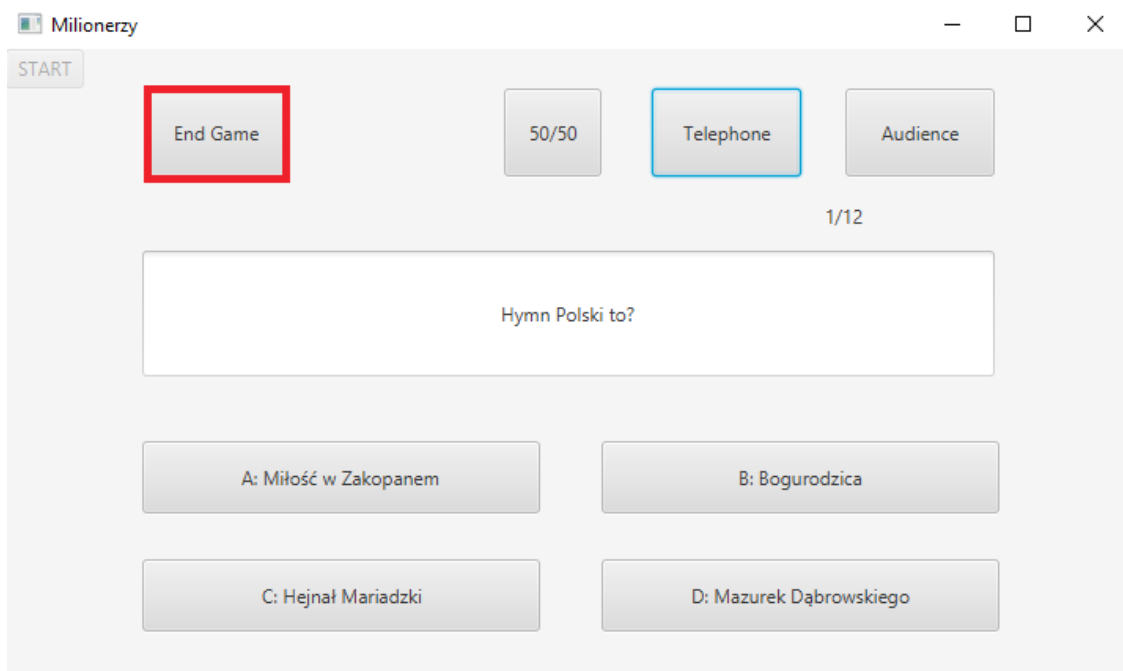 Milionerzy
START
End Game
50/50
Telephone
Audience
1/12
Hymn Polski to?
A: Miłość w Zakopanem
B: Bogurodzica
C: Hejnał Mariadzki
D: Mazurek Dąbrowskiego